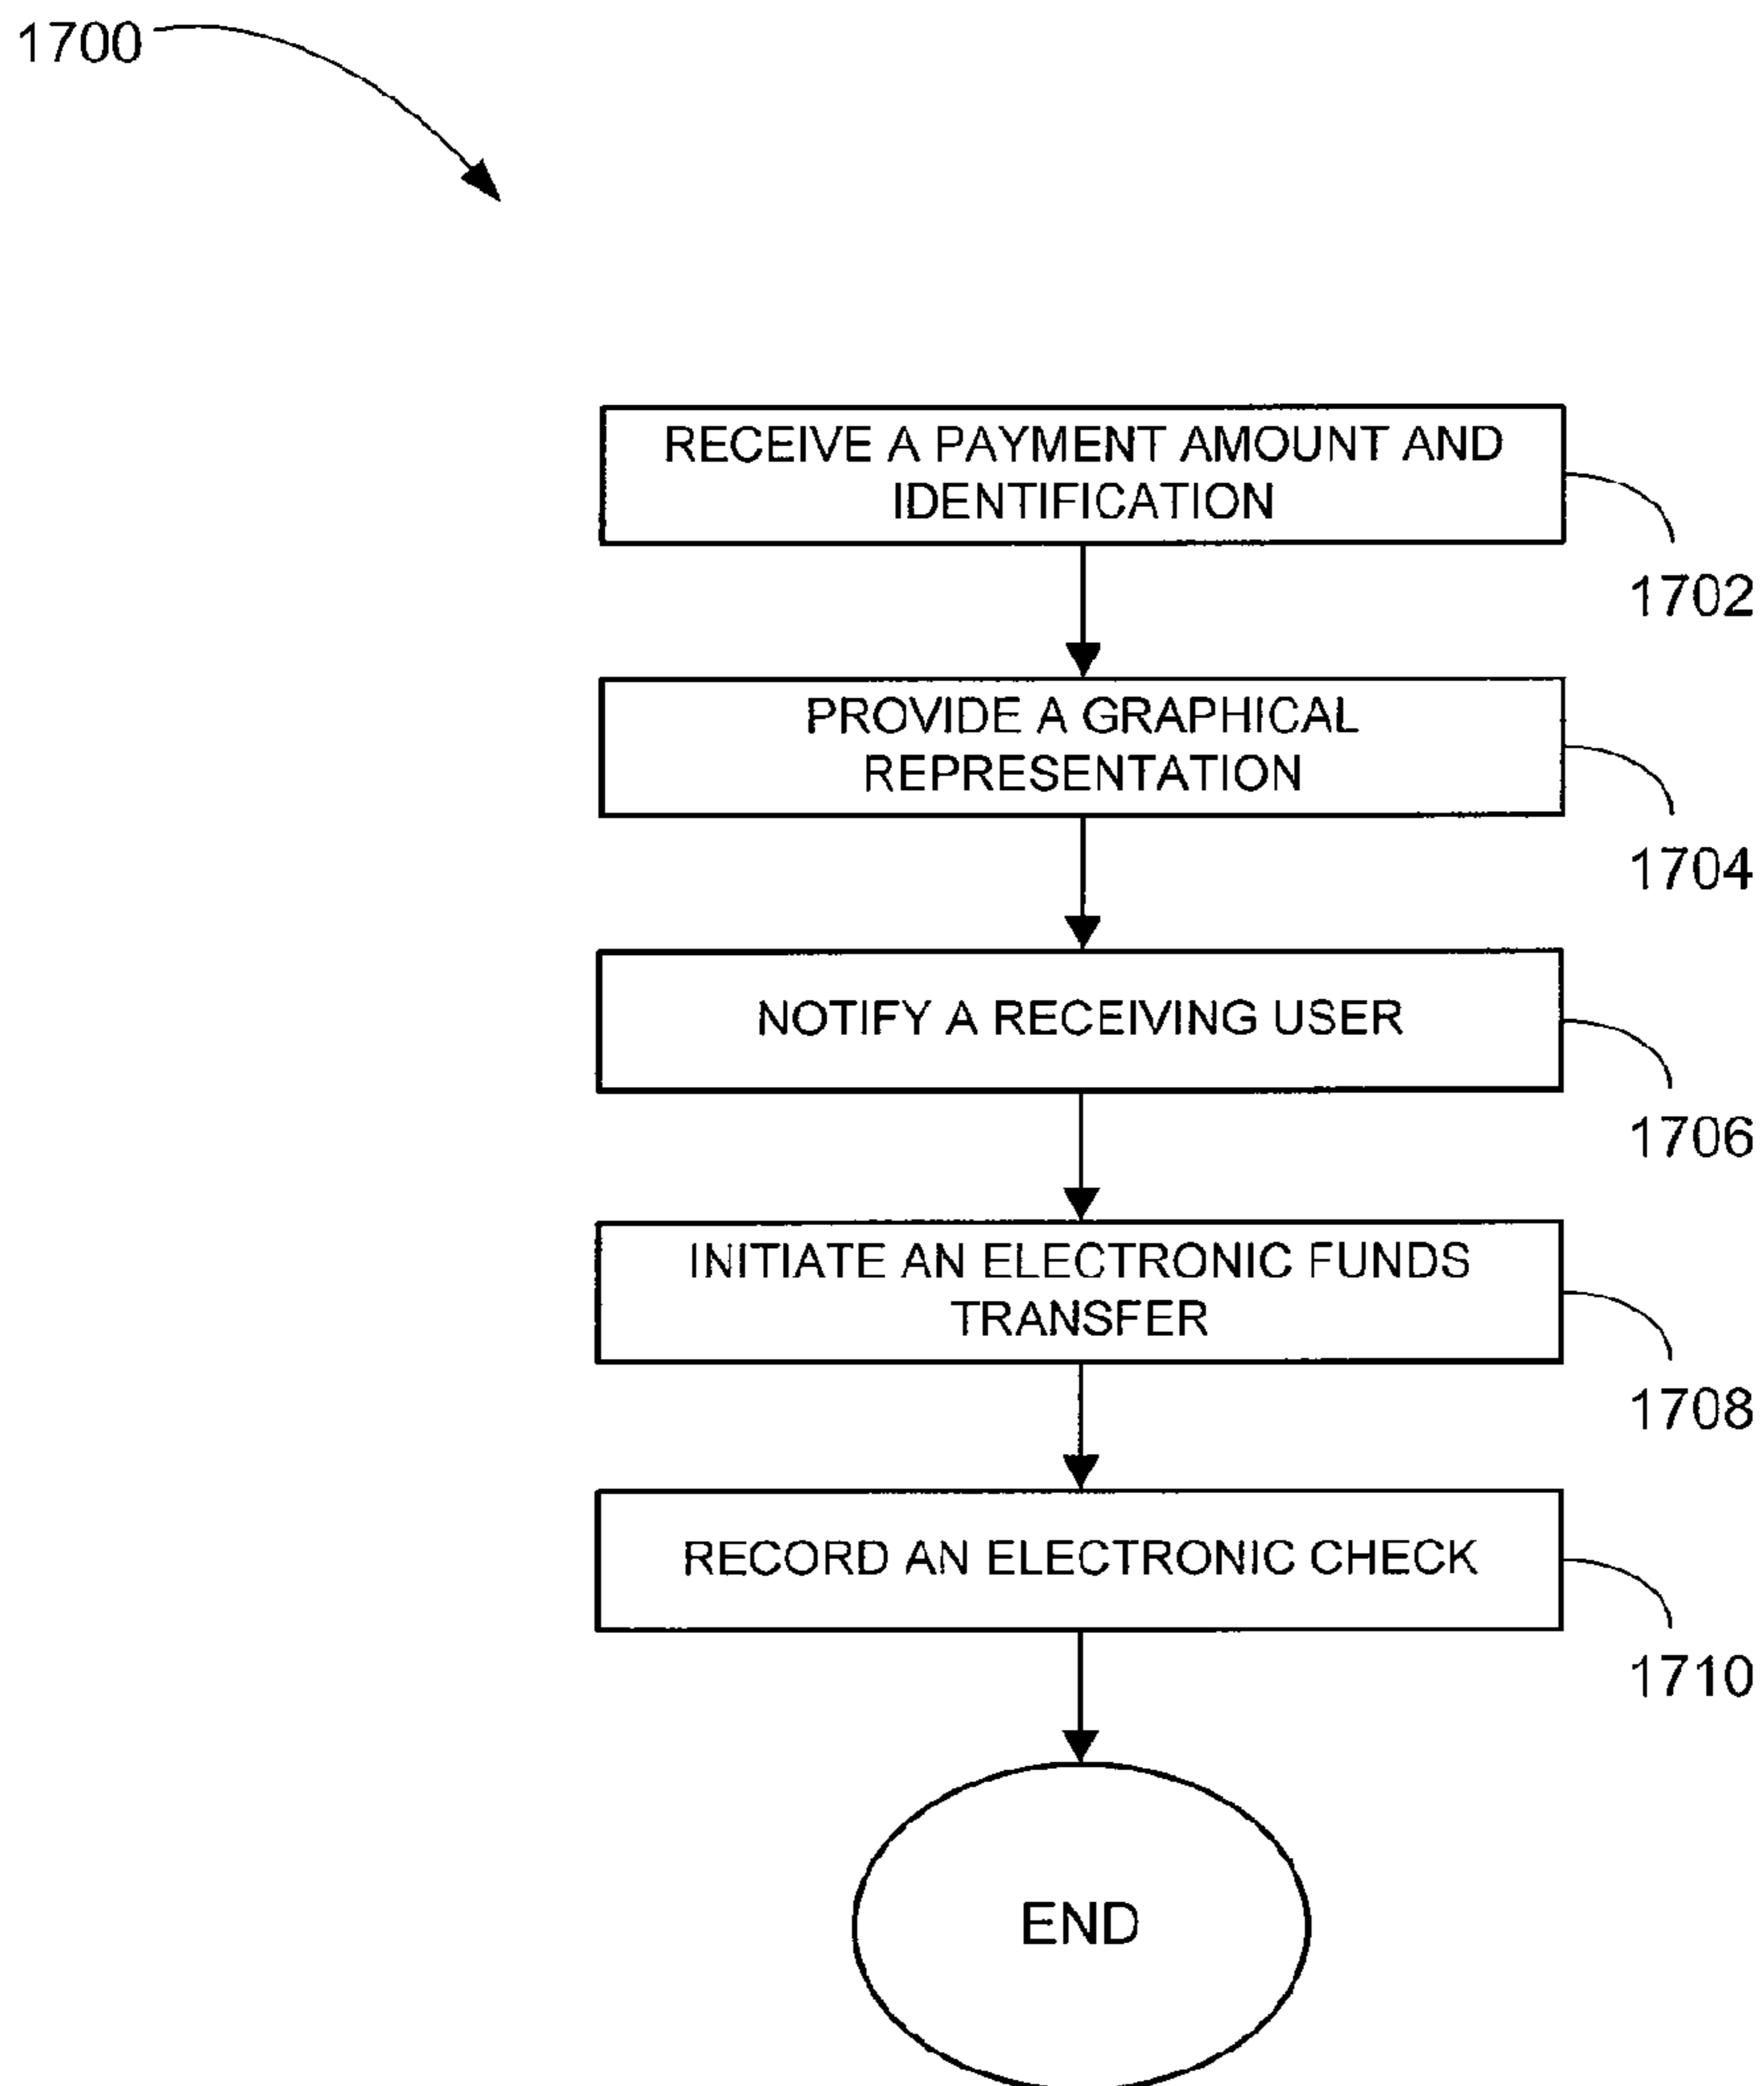 1700
RECEIVE A PAYMENT AMOUNT AND
IDENTIFICATION
1702
PROVIDE A GRAPHICAL
REPRESENTATION
1704
NOTIFY A RECEIVING USER
1706
INITIATE AN ELECTRONIC FUNDS
TRANSFER
1708
RECORD AN ELECTRONIC CHECK
1710
END